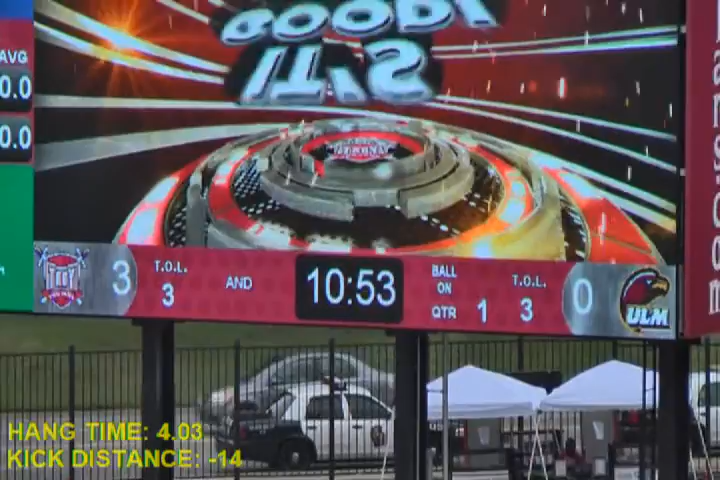 GOOD!
IT'S
AVG
0.0
0.0
TROY
3
T.O.L.
3
AND
10:53
BALL
ON
QTR
1
T.O.L.
3
0
ULM
HANG TIME: 4.03
KICK DISTANCE: -14